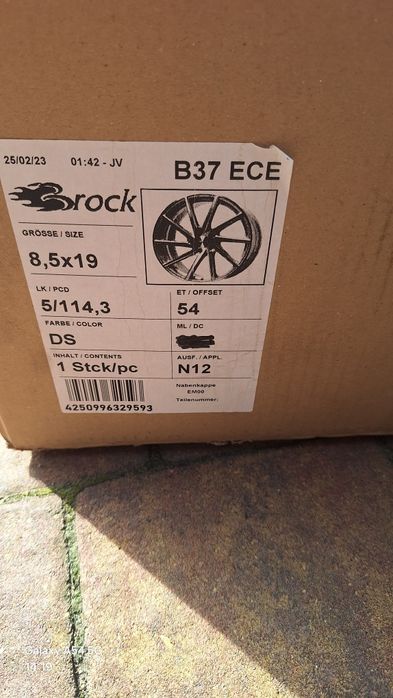 25/02/23 01:42 - JV
B37 ECE
Brock
GRÖSSE / SIZE
8,5x19
LK / PCD
5/114,3
ET / OFFSET
54
FARBE / COLOR
DS
ML / DC
INHALT / CONTENTS
1 Stck/pc
AUSF. / APPL.
N12
Nabenkappe
EM00
Teilenummer:
4250996329593
Galaxy A54 5G
14:19